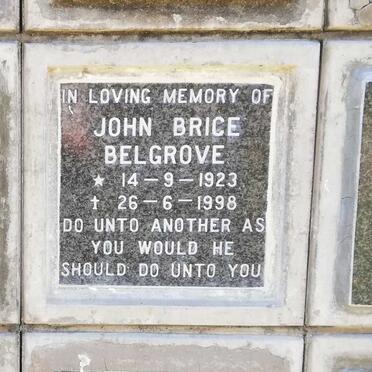 IN LOVING MEMORY OF
JOHN BRICE
BELGROVE
★ 14-9-1923
† 26-6-1998
DO UNTO ANOTHER AS
YOU WOULD HE
SHOULD DO UNTO YOU